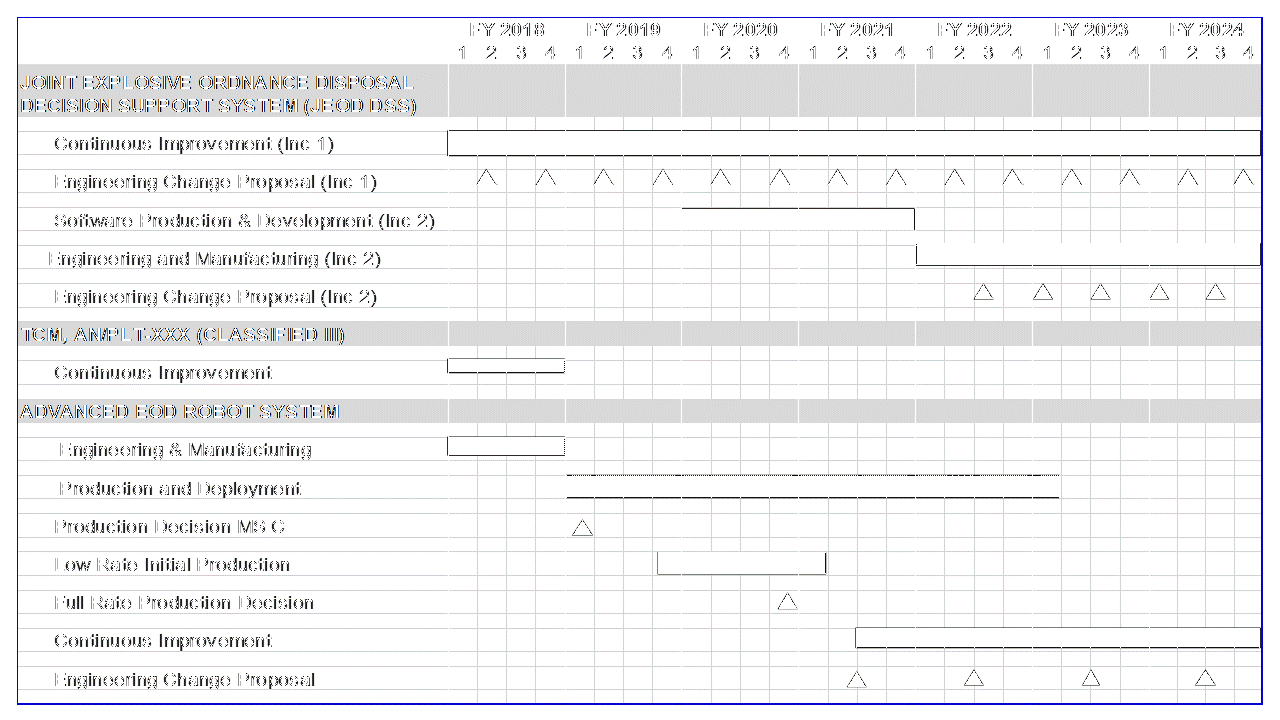 FY 2018 FY 2019 FY 2020 FY 2021 FY 2022 FY 2023 FY 2024
1 2 3 4 1 2 3 4 1 2 3 4 1 2 3 4 1 2 3 4 1 2 3 4 1 2 3 4
JOINT EXPLOSIVE ORDNANCE DISPOSAL
DECISION SUPPORT SYSTEM (JEOD DSS)
Continuous Improvement (Inc 1)
Engineering Change Proposal (Inc 1)
Software Production & Development (Inc 2)
Engineering and Manufacturing (Inc 2)
Engineering Change Proposal (Inc 2)
TCM, AN/PLT-XXX (CLASSIFIED III)
Continuous Improvement
ADVANCED EOD ROBOT SYSTEM
Engineering & Manufacturing
Production and Deployment
Production Decision MS C
Low Rate Initial Production
Full Rate Production Decision
Continuous Improvement
Engineering Change Proposal